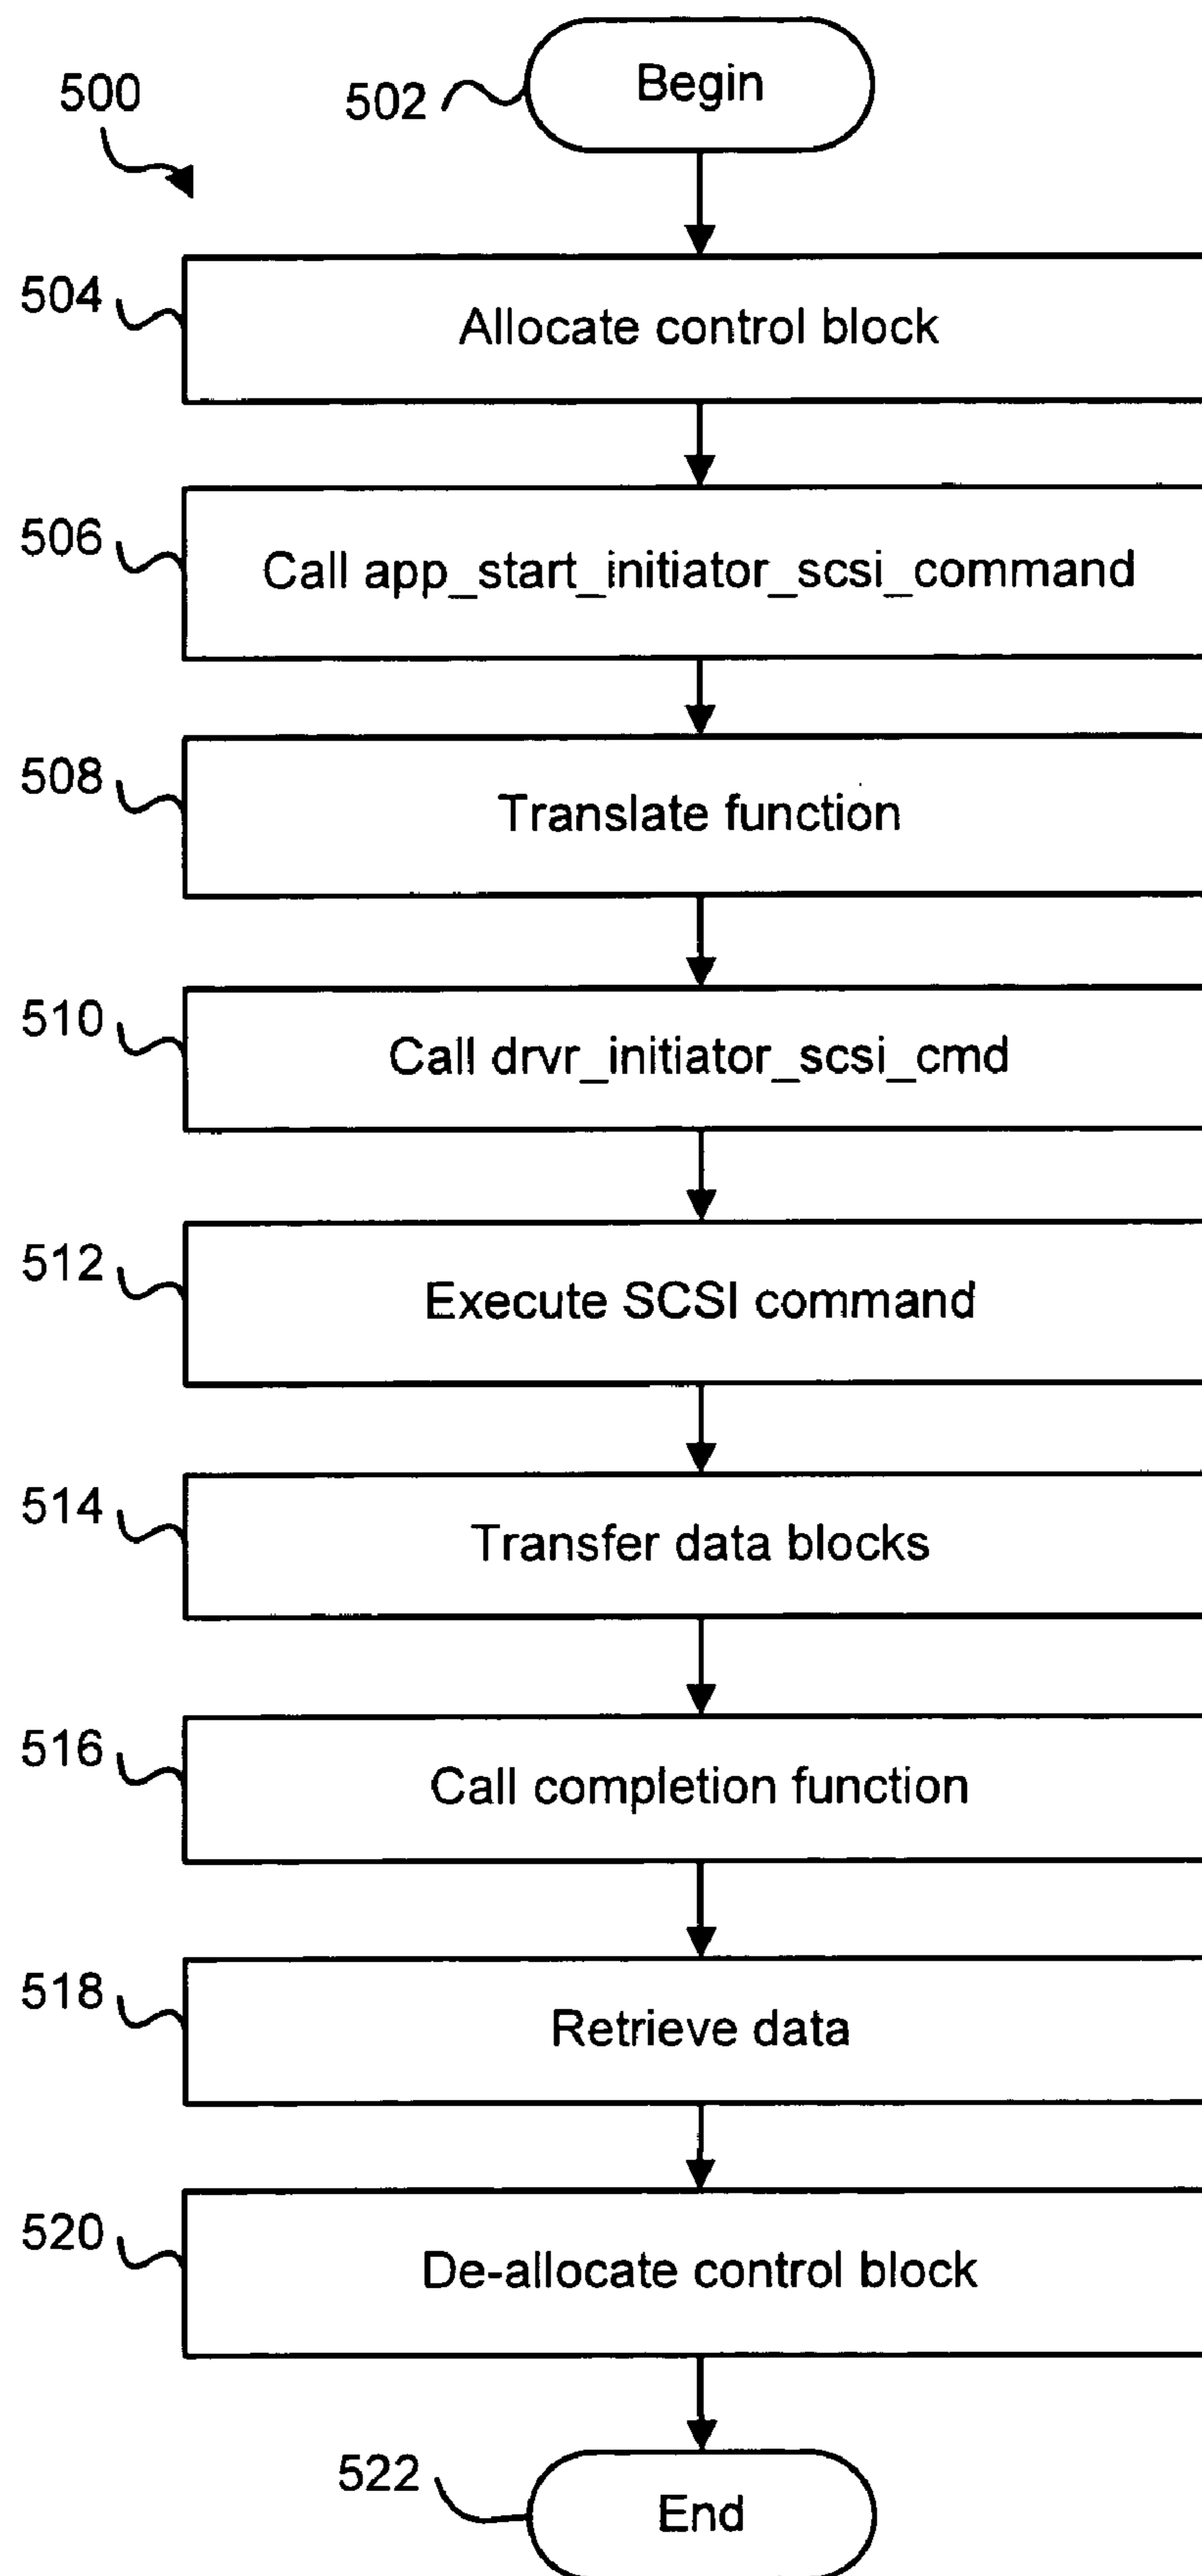 500
502
Begin
504
Allocate control block
506
Call app_start_initiator_scsi_command
508
Translate function
510
Call drvr_initiator_scsi_cmd
512
Execute SCSI command
514
Transfer data blocks
516
Call completion function
518
Retrieve data
520
De-allocate control block
522
End